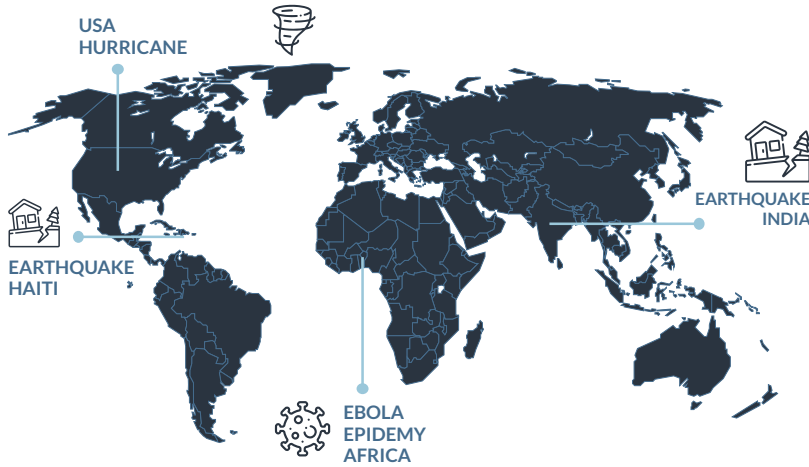 USA
HURRICANE
EARTHQUAKE
INDIA
EARTHQUAKE
HAITI
EBOLA
EPIDEMY
AFRICA